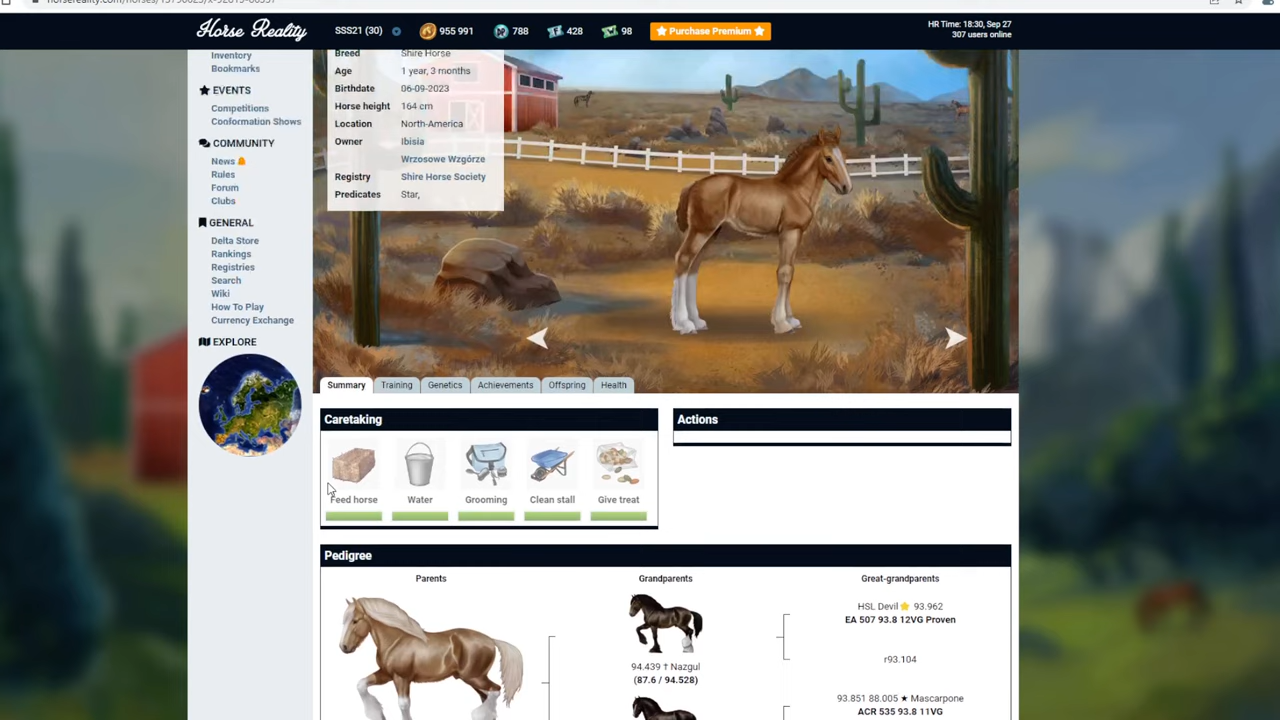 Horse Reality
SSS21 (30)
955 991
788
428
98
Purchase Premium
HR Time: 18:30, Sep 27
307 users online
Inventory
Bookmarks
EVENTS
Competitions
Conformation Shows
COMMUNITY
News
Rules
Forum
Clubs
GENERAL
Delta Store
Rankings
Registries
Search
Wiki
How To Play
Currency Exchange
EXPLORE
Breed Shire Horse
Age 1 year, 3 months
Birthdate 06-09-2023
Horse height 164 cm
Location North-America
Owner Ibisia
Wrzosowe Wzgórze
Registry Shire Horse Society
Predicates Star,
Summary Training Genetics Achievements Offspring Health
Caretaking
Feed horse Water Grooming Clean stall Give treat
Actions
Pedigree
Parents Grandparents Great-grandparents
94.439 † Nazgul
(87.6 / 94.528)
HSL Devil ⭐ 93.962
EA 507 93.8 12VG Proven
r93.104
93.851 88.005 ★ Mascarpone
ACR 535 93.8 11VG